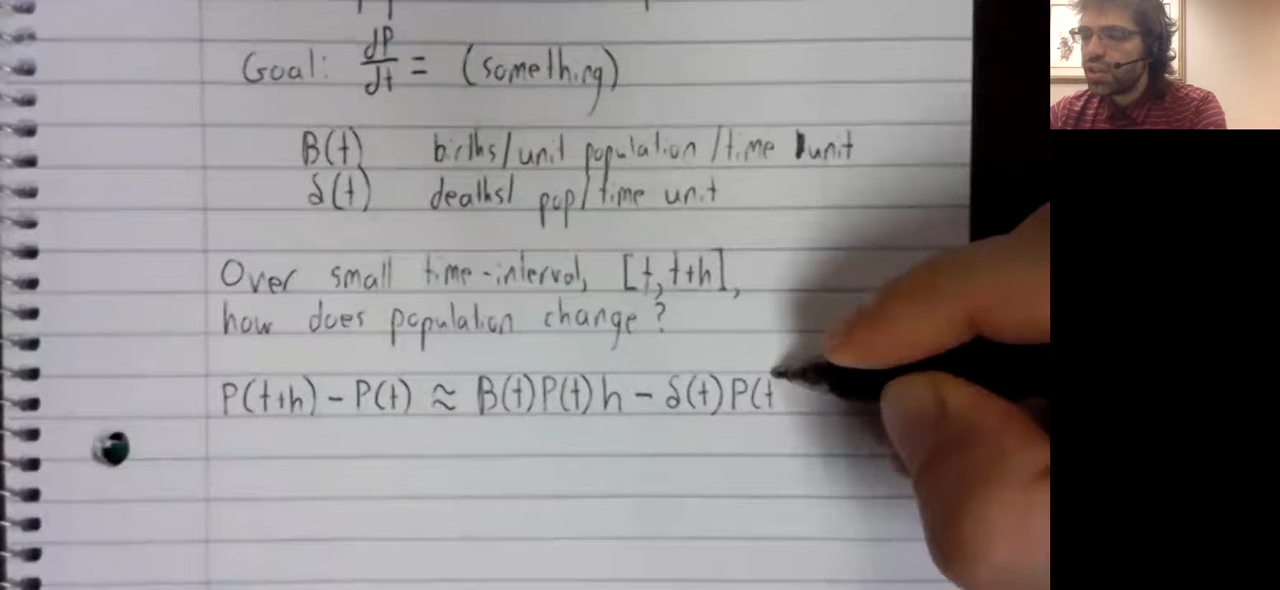 Goal: dP/dt = (something)
B(t) births/unit population/time unit
δ(t) deaths/pop/time unit
Over small time-interval, [t, t+h],
how does population change?
P(t+h) - P(t) ≈ B(t)P(t)h - δ(t)P(t